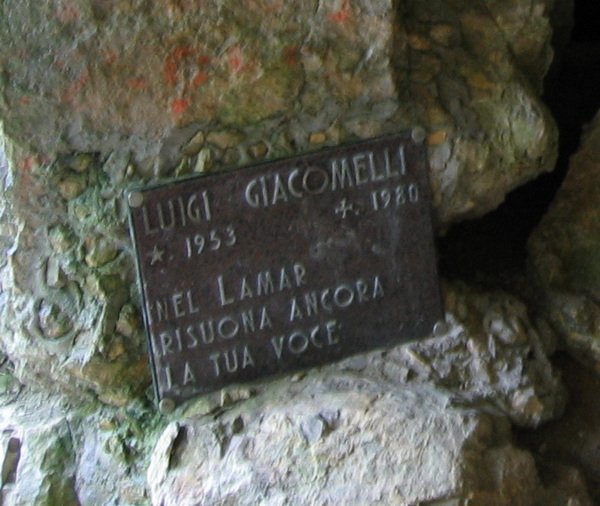 LUIGI GIACOMELLI
★. 1953 ✢. 1980
NEL LAMAR
RISUONA ANCORA
LA TUA VOCE